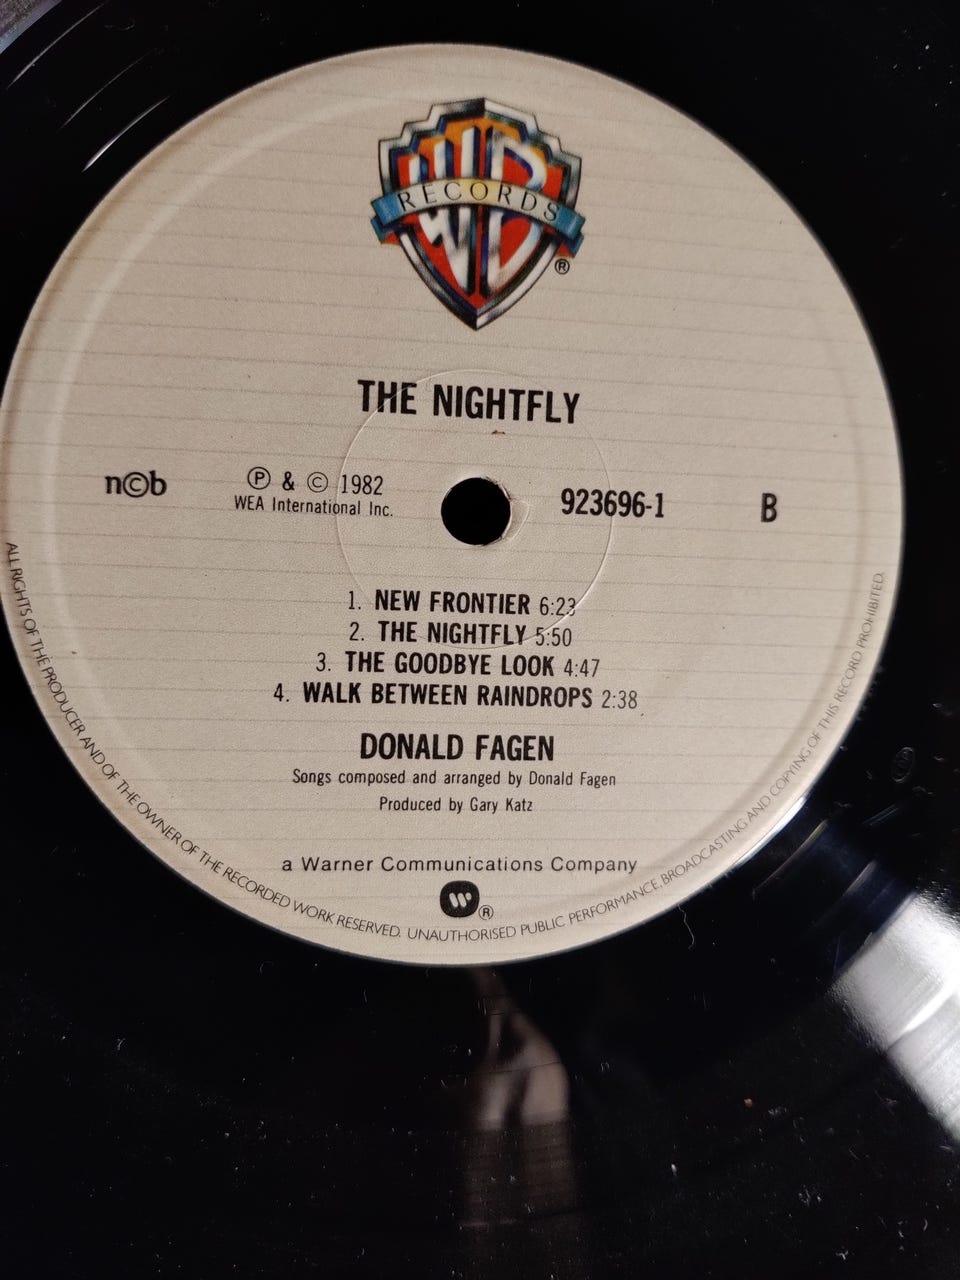 WB
RECORDS
®
THE NIGHTFLY
n©b
Ⓟ & © 1982
WEA International Inc.
923696-1
B
1. NEW FRONTIER 6:23
2. THE NIGHTFLY 5:50
3. THE GOODBYE LOOK 4:47
4. WALK BETWEEN RAINDROPS 2:38
DONALD FAGEN
Songs composed and arranged by Donald Fagen
Produced by Gary Katz
a Warner Communications Company
®
ALL RIGHTS OF THE PRODUCER AND OF THE OWNER OF THE RECORDED WORK RESERVED. UNAUTHORISED PUBLIC PERFORMANCE, BROADCASTING AND COPYING OF THIS RECORD PROHIBITED.